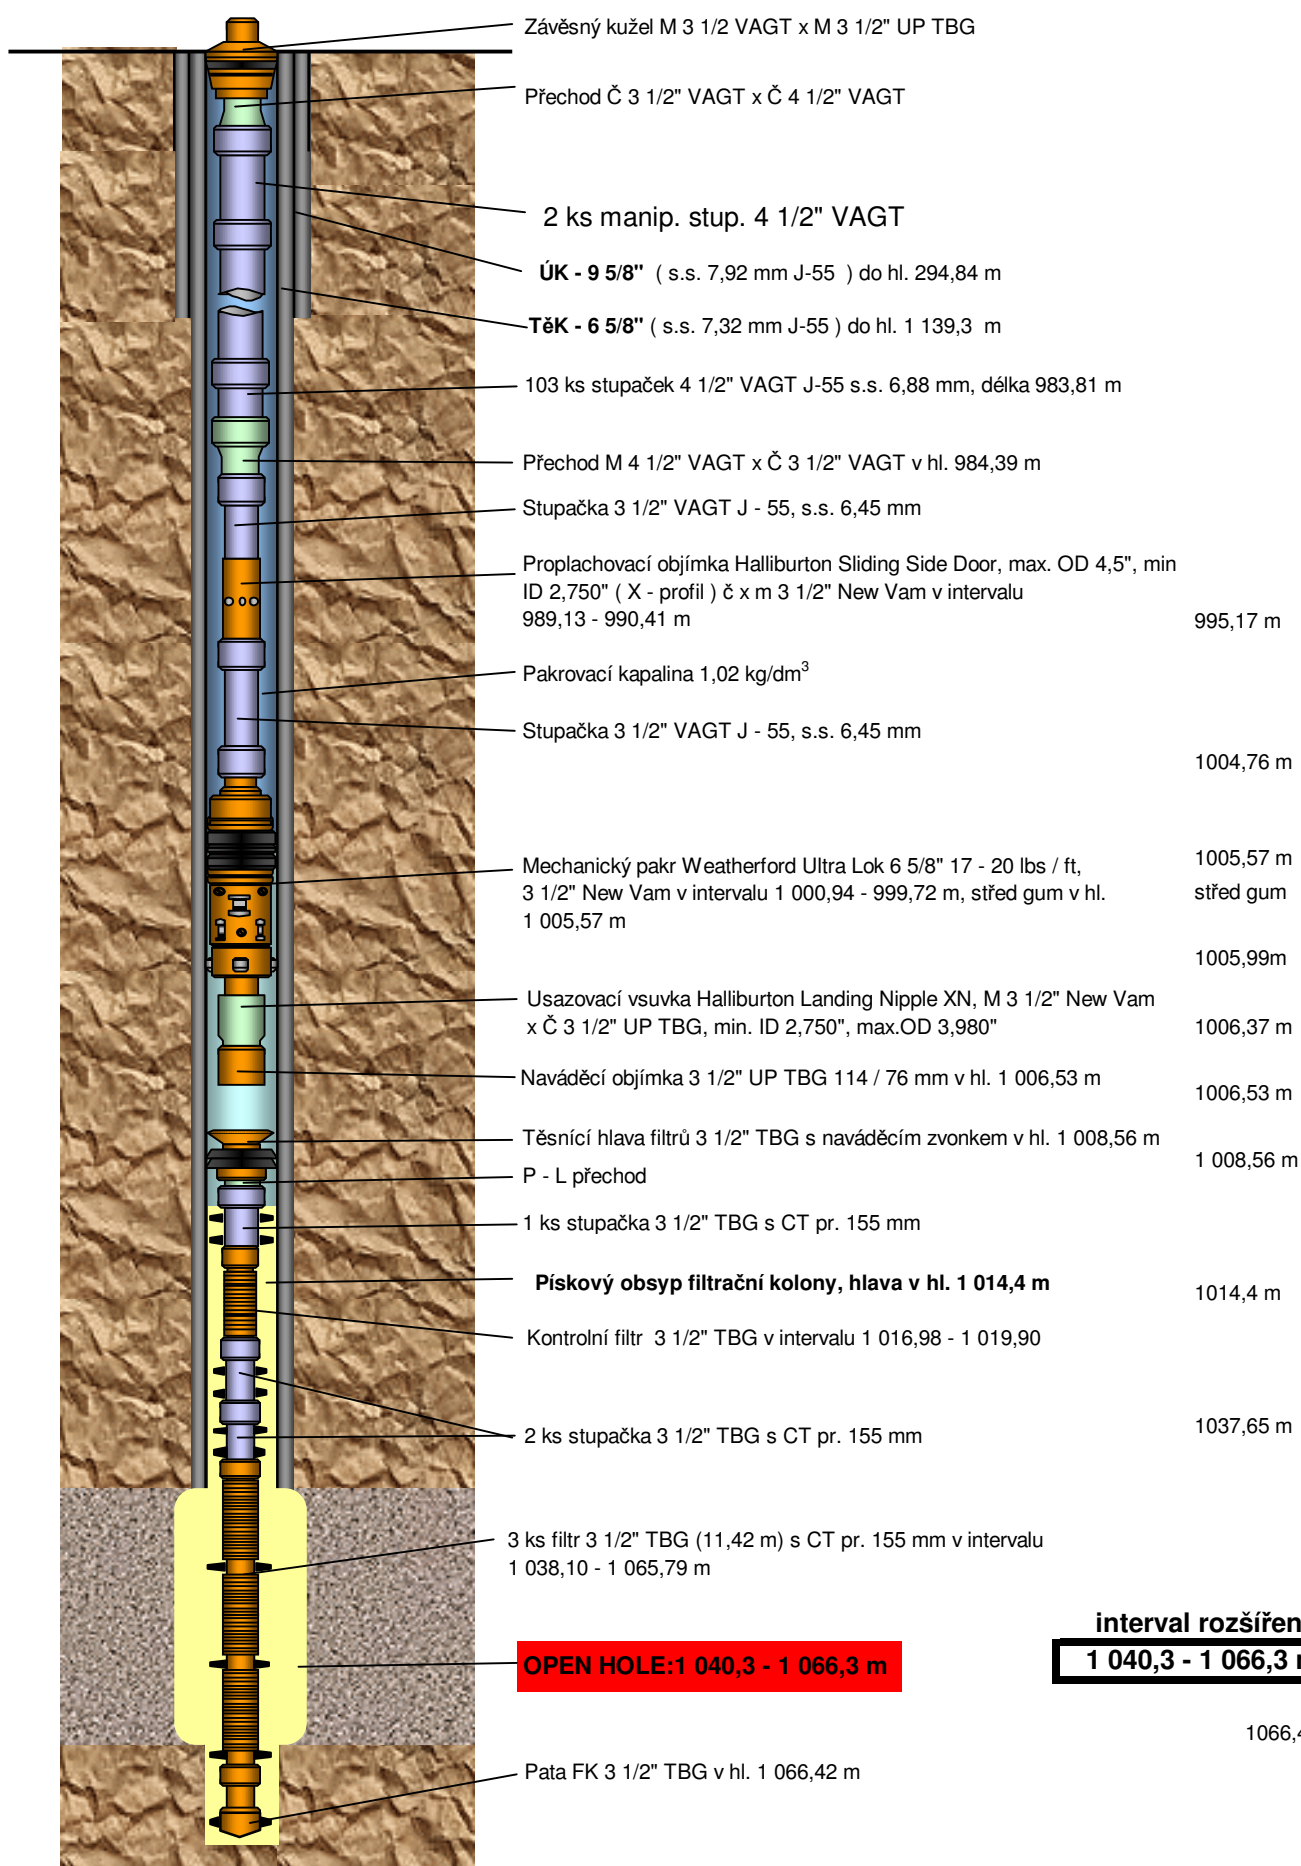 Závěsný kužel M 3 1/2 VAGT x M 3 1/2" UP TBG
Přechod Č 3 1/2" VAGT x Č 4 1/2" VAGT
2 ks manip. stup. 4 1/2" VAGT
ÚK - 9 5/8" ( s.s. 7,92 mm J-55 ) do hl. 294,84 m
TěK - 6 5/8" ( s.s. 7,32 mm J-55 ) do hl. 1 139,3 m
103 ks stupaček 4 1/2" VAGT J-55 s.s. 6,88 mm, délka 983,81 m
Přechod M 4 1/2" VAGT x Č 3 1/2" VAGT v hl. 984,39 m
Stupačka 3 1/2" VAGT J - 55, s.s. 6,45 mm
Proplachovací objímka Halliburton Sliding Side Door, max. OD 4,5", min
ID 2,750" ( X - profil ) č x m 3 1/2" New Vam v intervalu
989,13 - 990,41 m
995,17 m
Pakrovací kapalina 1,02 kg/dm³
Stupačka 3 1/2" VAGT J - 55, s.s. 6,45 mm
1004,76 m
Mechanický pakr Weatherford Ultra Lok 6 5/8" 17 - 20 lbs / ft,
3 1/2" New Vam v intervalu 1 000,94 - 999,72 m, střed gum v hl.
1 005,57 m
1005,57 m
střed gum
1005,99m
Usazovací vsuvka Halliburton Landing Nipple XN, M 3 1/2" New Vam
x Č 3 1/2" UP TBG, min. ID 2,750", max.OD 3,980"
1006,37 m
Naváděcí objímka 3 1/2" UP TBG 114 / 76 mm v hl. 1 006,53 m
1006,53 m
Těsnící hlava filtrů 3 1/2" TBG s naváděcím zvonkem v hl. 1 008,56 m
1 008,56 m
P - L přechod
1 ks stupačka 3 1/2" TBG s CT pr. 155 mm
Pískový obsyp filtrační kolony, hlava v hl. 1 014,4 m
1014,4 m
Kontrolní filtr 3 1/2" TBG v intervalu 1 016,98 - 1 019,90
2 ks stupačka 3 1/2" TBG s CT pr. 155 mm
1037,65 m
3 ks filtr 3 1/2" TBG (11,42 m) s CT pr. 155 mm v intervalu
1 038,10 - 1 065,79 m
interval rozšířen
OPEN HOLE:1 040,3 - 1 066,3 m
1 040,3 - 1 066,3
1066,4
Pata FK 3 1/2" TBG v hl. 1 066,42 m